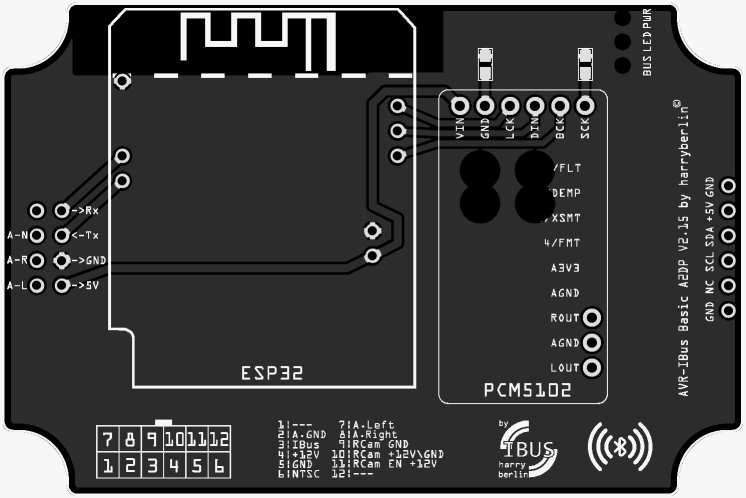 BUS LED PWR
VIN
GND
LCK
DIN
BCK
SCK
/FLT
DEMP
/XSMT
4/FMT
A3V3
AGND
ROUT
AGND
LOUT
PCM5102
ESP32
->Rx
A-N <-Tx
A-R ->GND
A-L ->5V
GND NC SCL SDA +5V GND
AVR-IBus Basic A2DP V2.15 by harryberlin©
7 8 9 10 11 12
1 2 3 4 5 6
1|--- 7|A.Left
2|A.GND 8|A.Right
3|IBus 9|RCam GND
4|+12V 10|RCam +12V\GND
5|GND 11|RCam EN +12V
6|NTSC 12|---
by
IBUS
harry
berlin